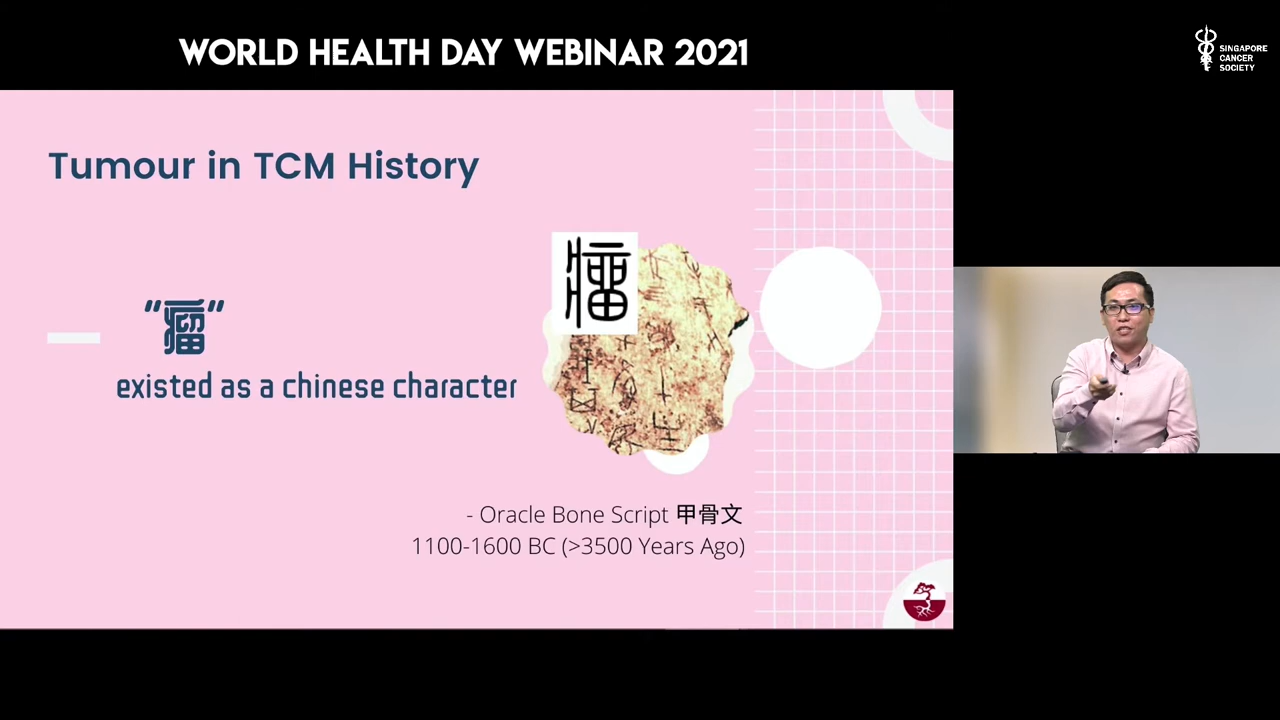 WORLD HEALTH DAY WEBINAR 2021
SINGAPORE
CANCER
SOCIETY
Tumour in TCM History
"瘤"
existed as a chinese character
- Oracle Bone Script 甲骨文
1100-1600 BC (>3500 Years Ago)